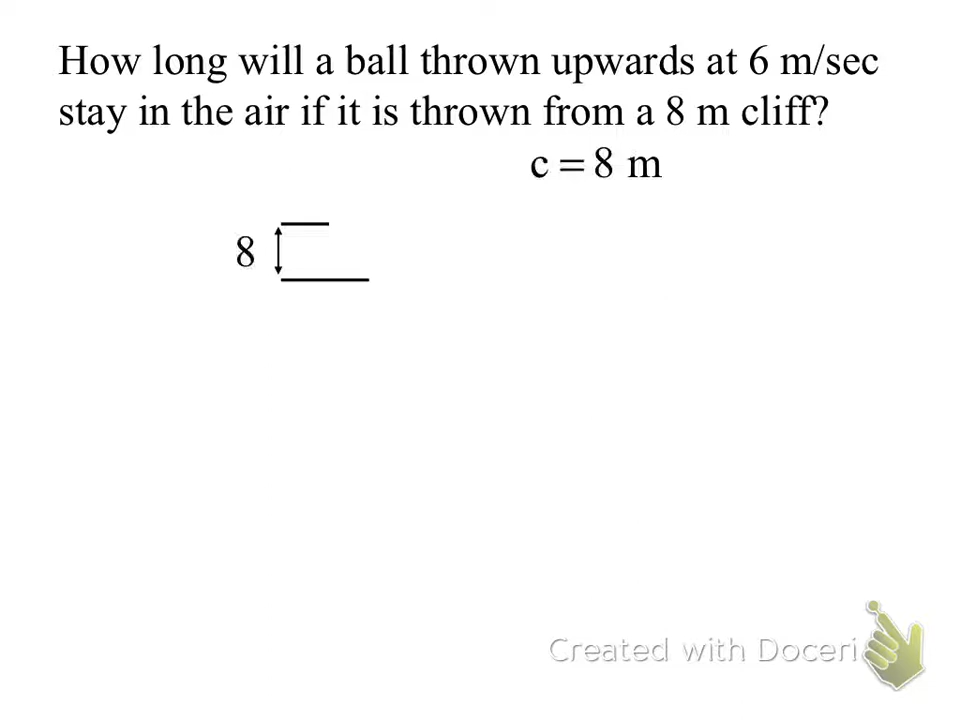 How long will a ball thrown upwards at 6 m/sec
stay in the air if it is thrown from a 8 m cliff?
c = 8 m
8
Created with Doceri